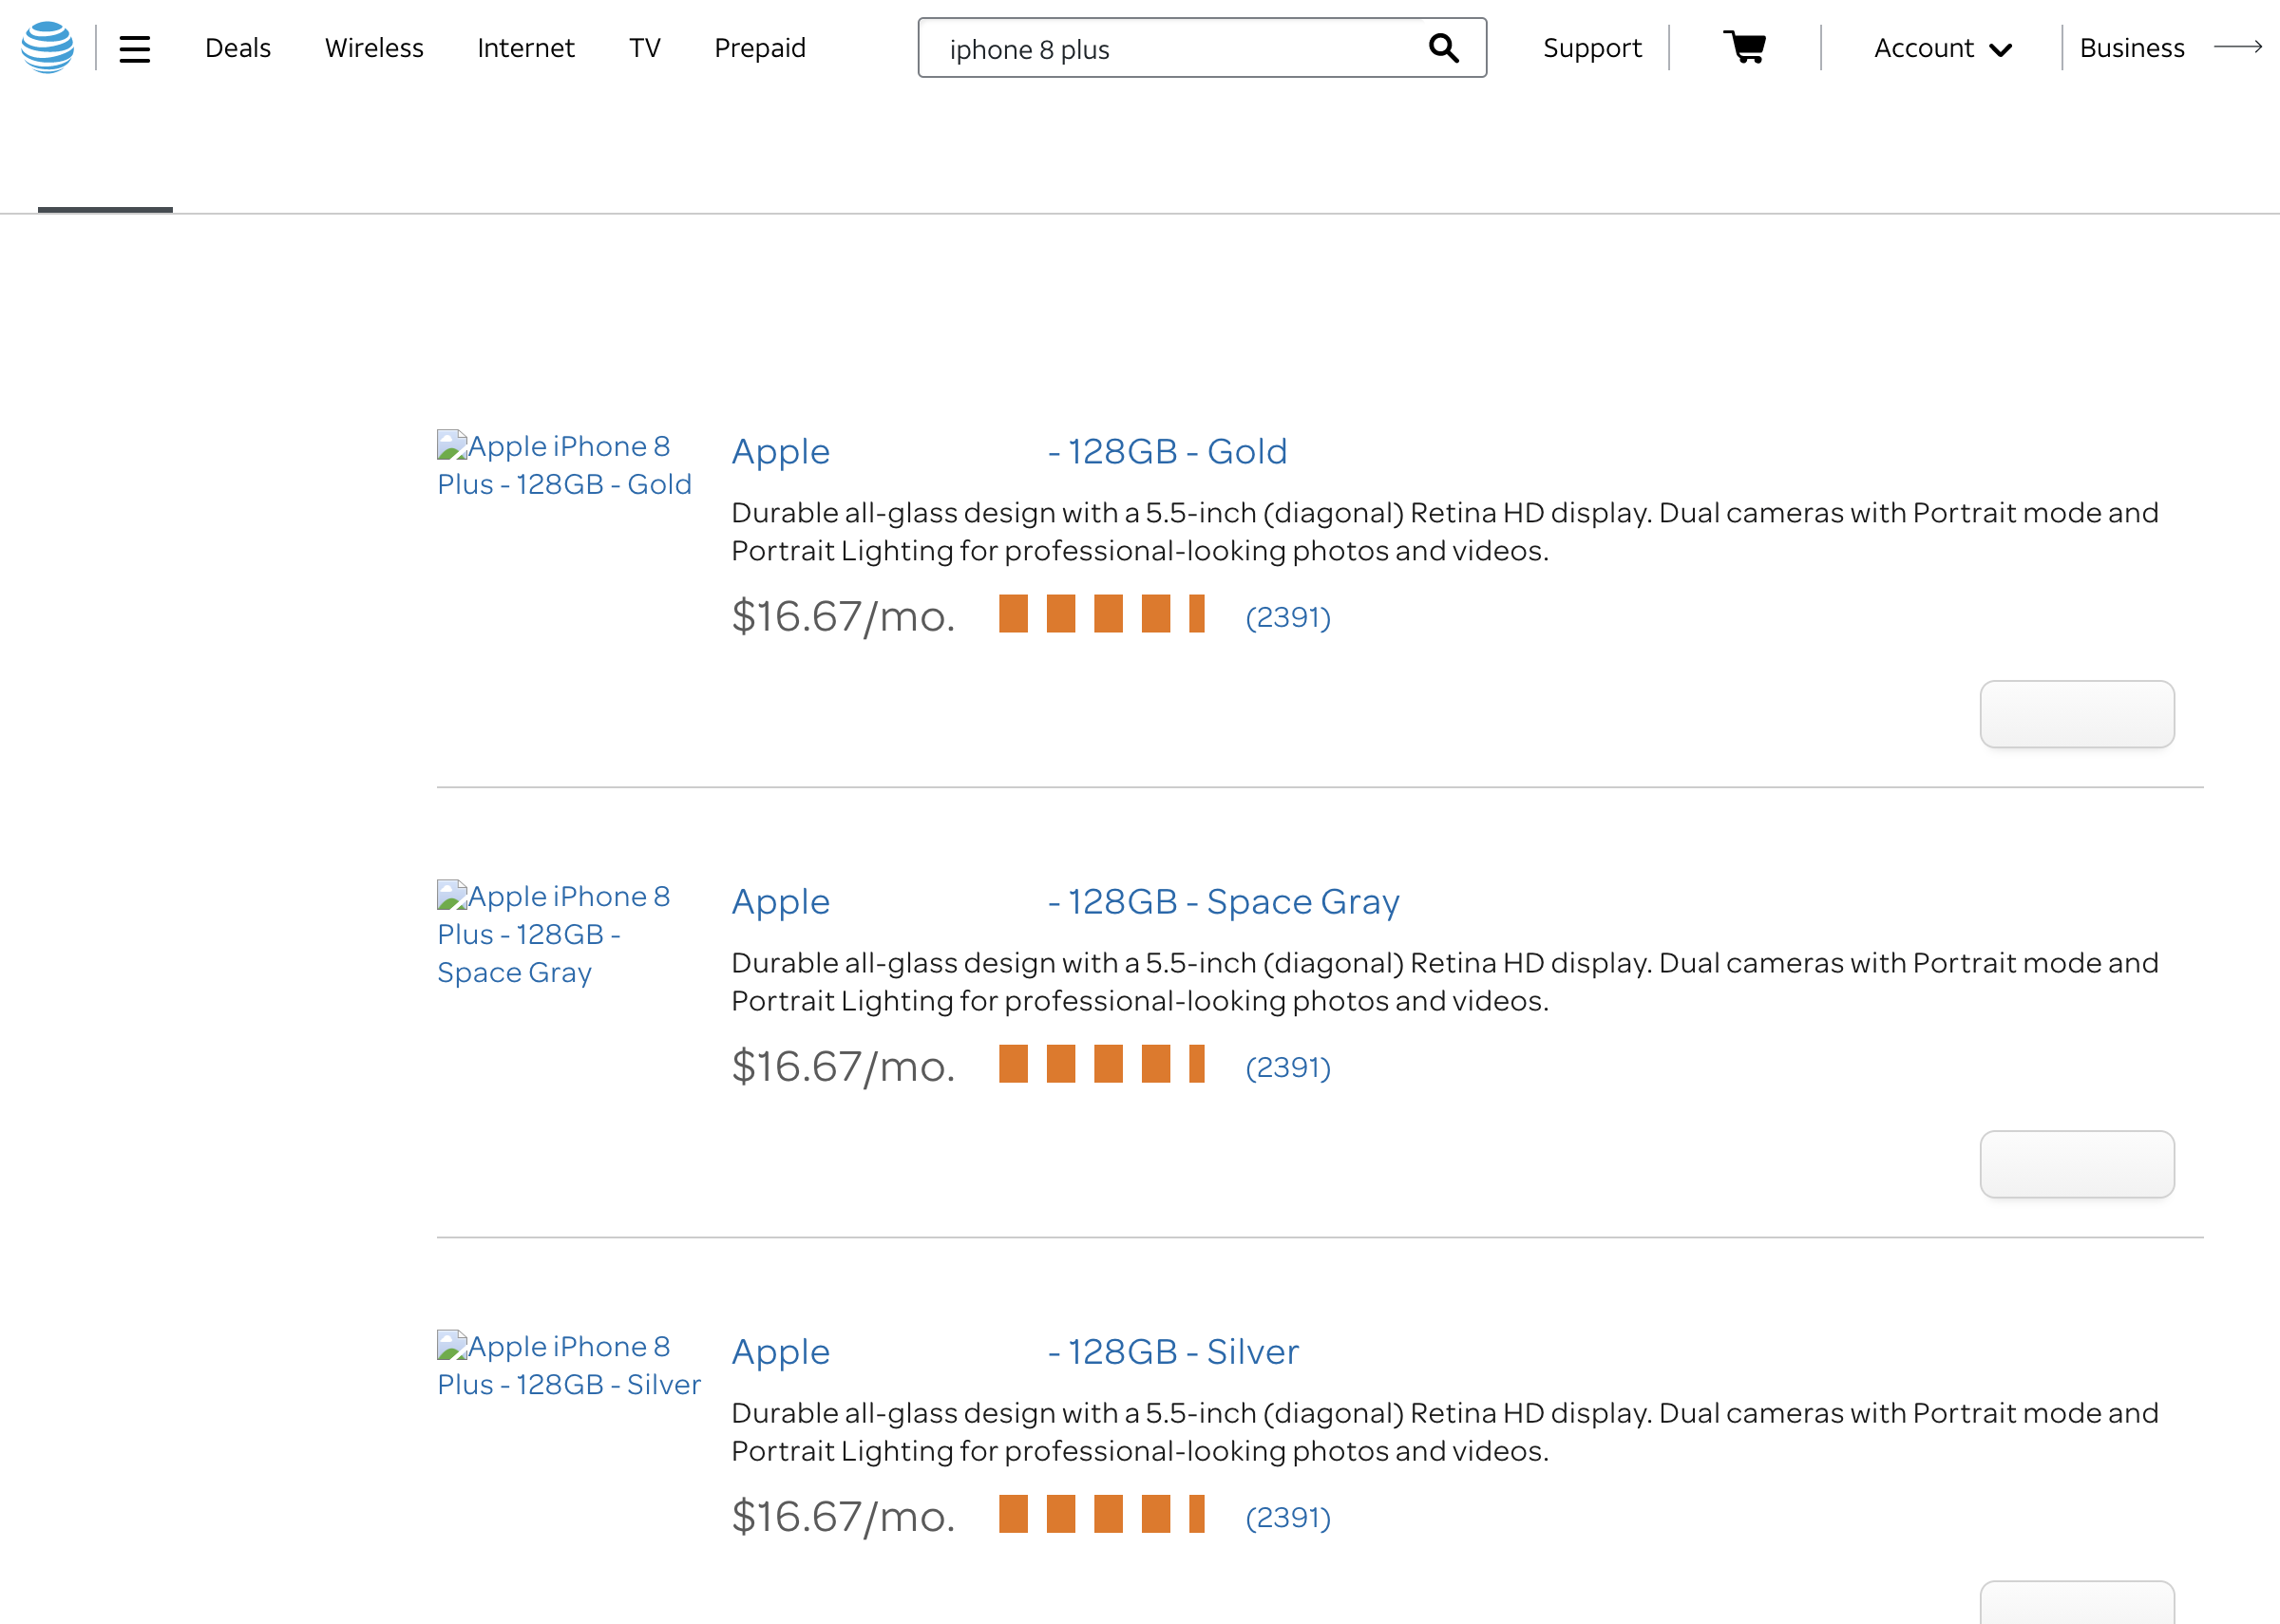 Deals Wireless Internet TV Prepaid iphone 8 plus Support Account Business
Apple iPhone 8
Plus - 128GB - Gold
Apple - 128GB - Gold
Durable all-glass design with a 5.5-inch (diagonal) Retina HD display. Dual cameras with Portrait mode and
Portrait Lighting for professional-looking photos and videos.
$16.67/mo. (2391)
Apple iPhone 8
Plus - 128GB -
Space Gray
Apple - 128GB - Space Gray
Durable all-glass design with a 5.5-inch (diagonal) Retina HD display. Dual cameras with Portrait mode and
Portrait Lighting for professional-looking photos and videos.
$16.67/mo. (2391)
Apple iPhone 8
Plus - 128GB - Silver
Apple - 128GB - Silver
Durable all-glass design with a 5.5-inch (diagonal) Retina HD display. Dual cameras with Portrait mode and
Portrait Lighting for professional-looking photos and videos.
$16.67/mo. (2391)